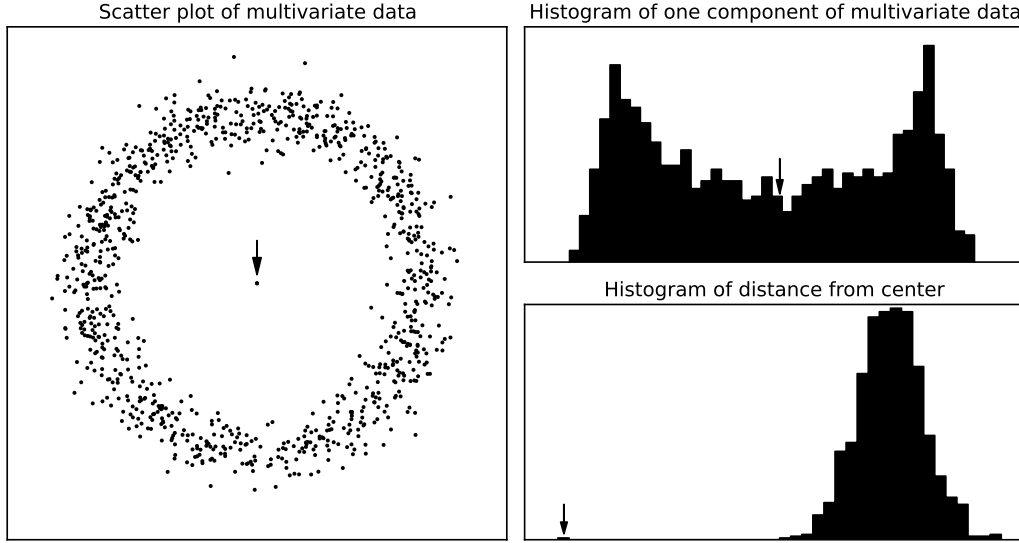 Scatter plot of multivariate data
Histogram of one component of multivariate data
Histogram of distance from center